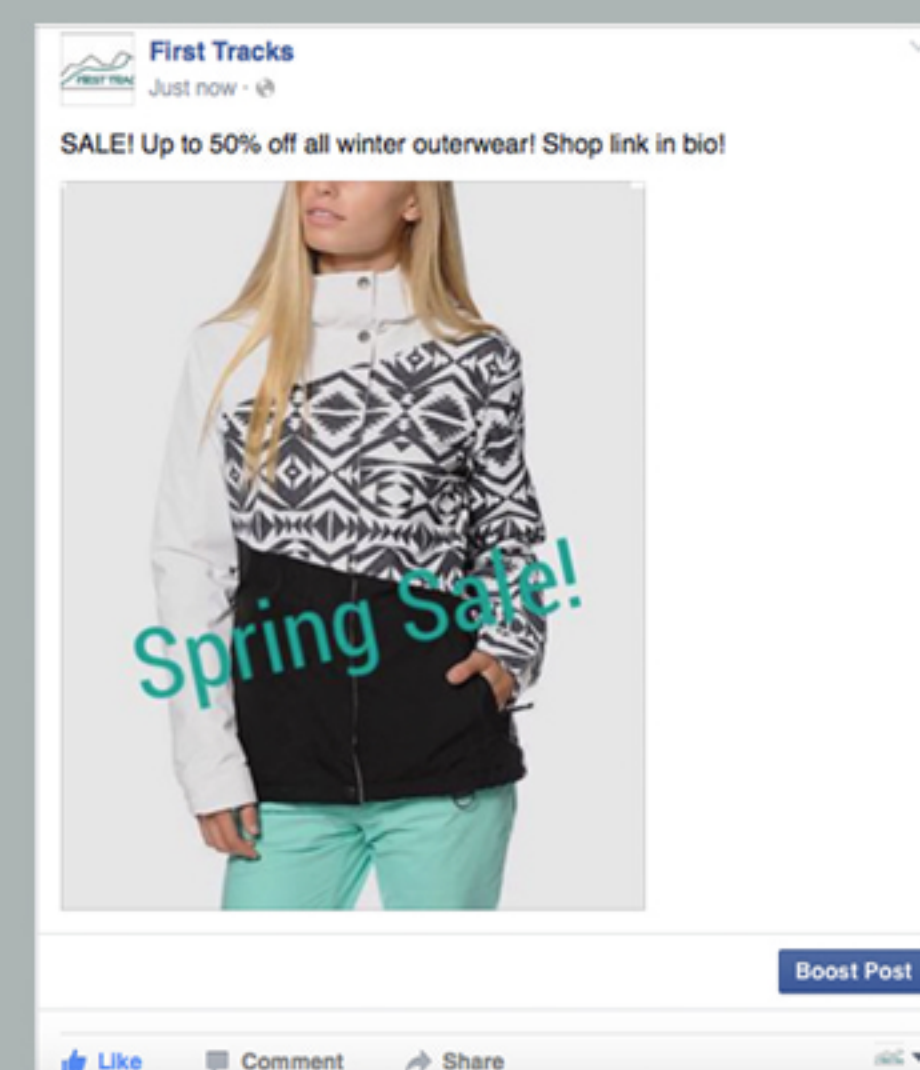 First Tracks
Just now
SALE! Up to 50% off all winter outerwear! Shop link in bio!
Spring Sale!
Boost Post
Like Comment Share